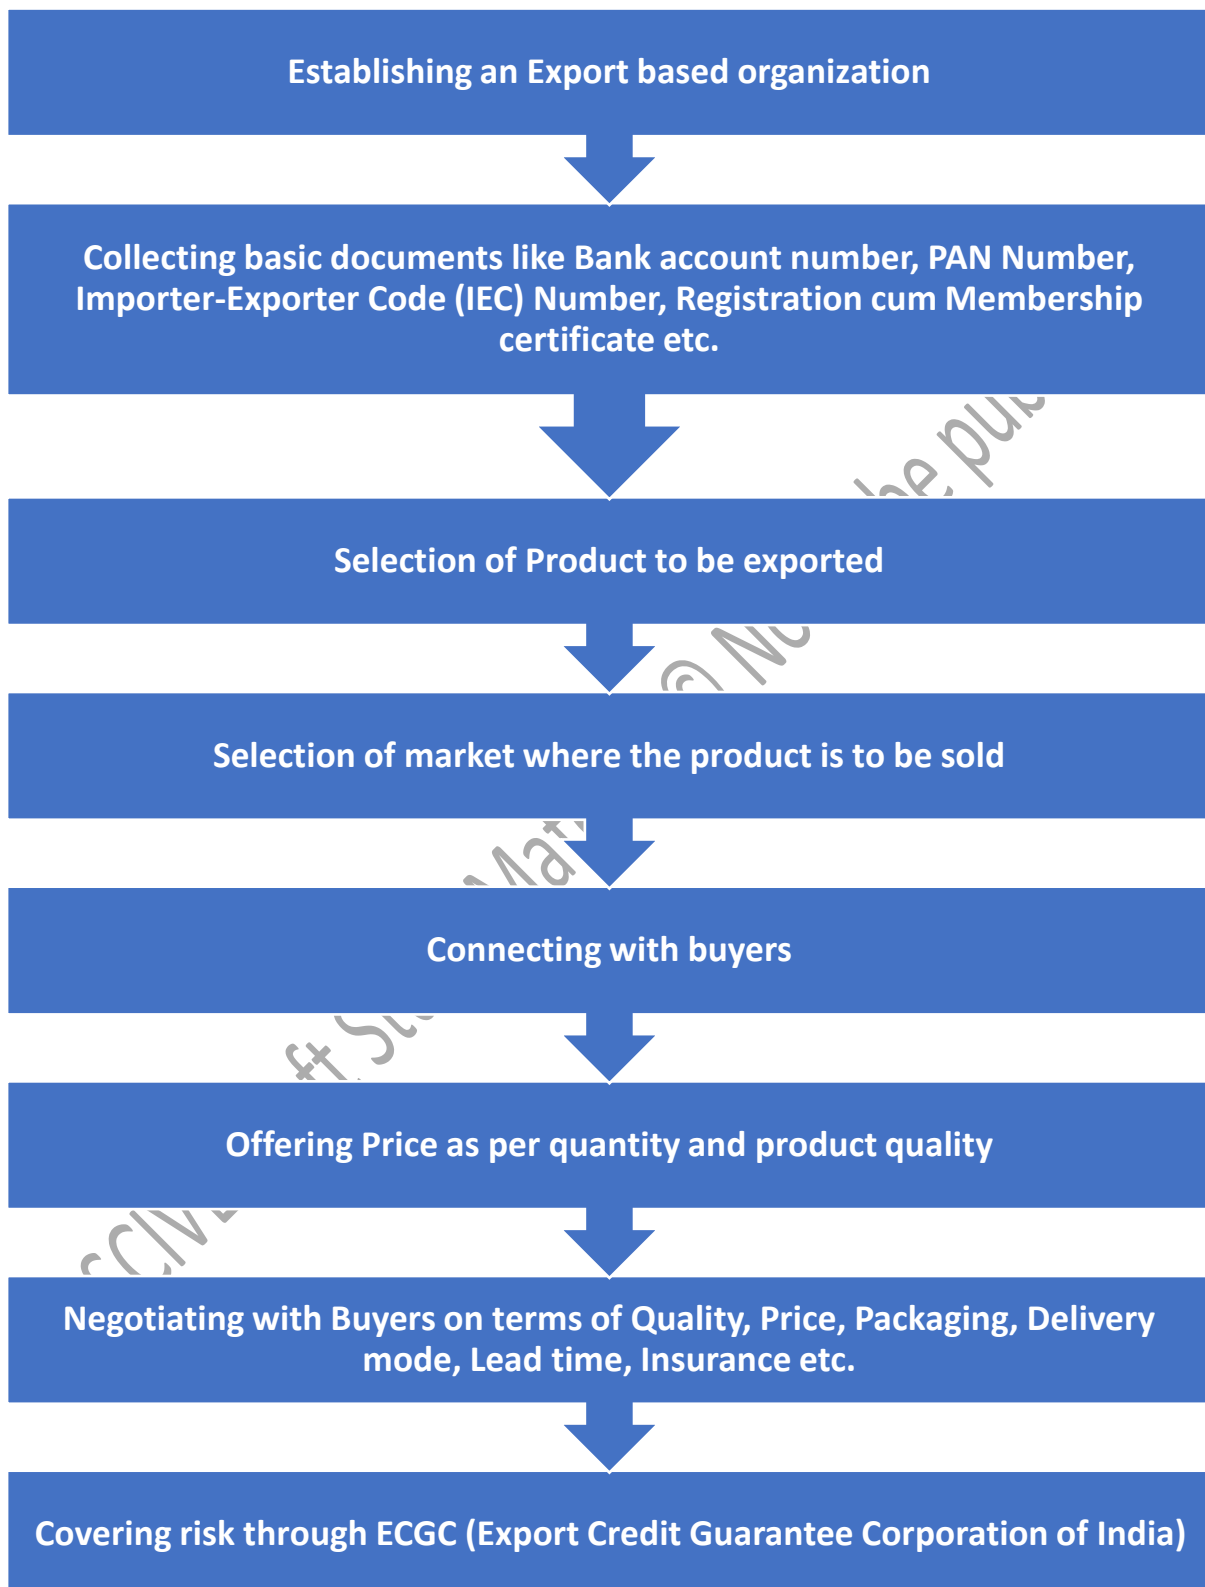 Establishing an Export based organization
Collecting basic documents like Bank account number, PAN Number,
Importer-Exporter Code (IEC) Number, Registration cum Membership
certificate etc.
Selection of Product to be exported
Selection of market where the product is to be sold
Connecting with buyers
Offering Price as per quantity and product quality
Negotiating with Buyers on terms of Quality, Price, Packaging, Delivery
mode, Lead time, Insurance etc.
Covering risk through ECGC (Export Credit Guarantee Corporation of India)